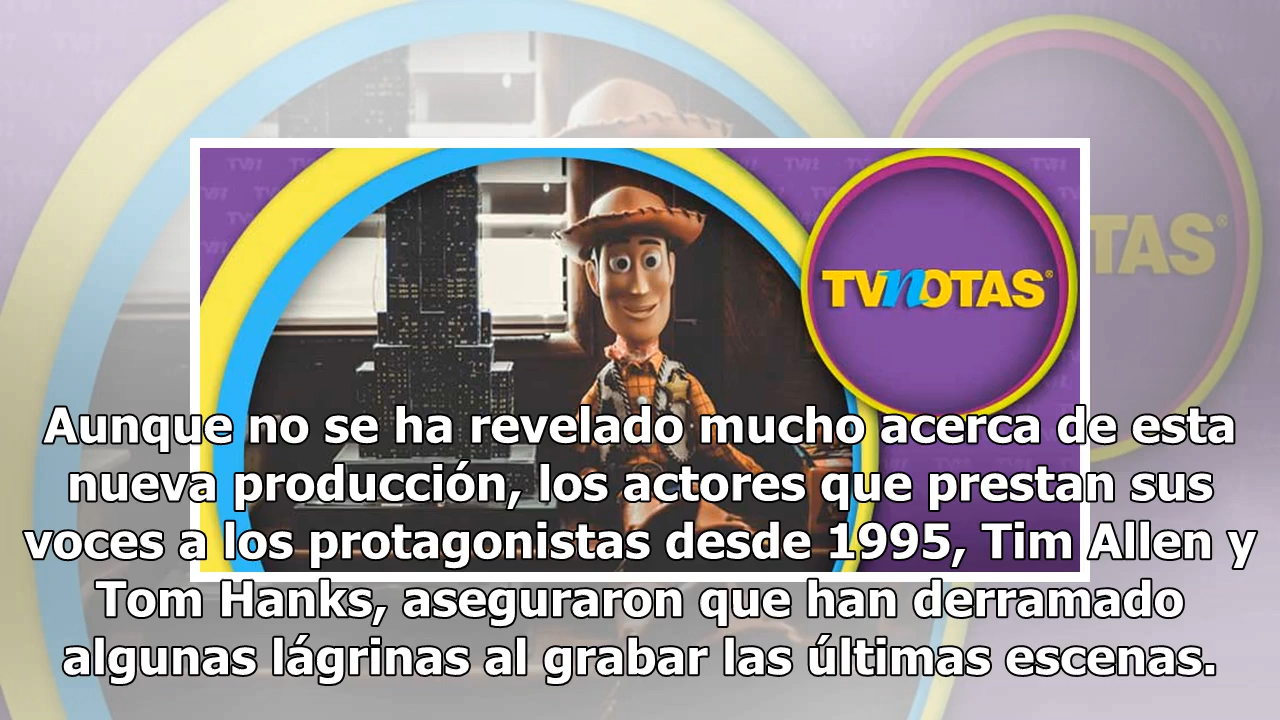 TVnOTAS®
TAS®
Aunque no se ha revelado mucho acerca de esta
nueva producción, los actores que prestan sus
voces a los protagonistas desde 1995, Tim Allen y
Tom Hanks, aseguraron que han derramado
algunas lágrinas al grabar las últimas escenas.